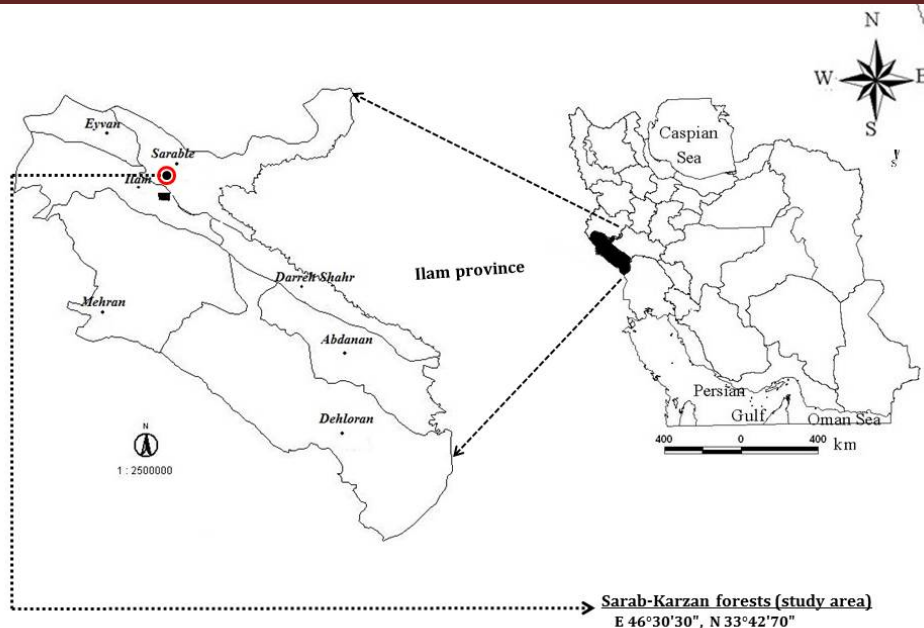 N
W
E
S
Caspian
Sea
S
Eyvan
Sarable
Ilam
Ilam province
Darreh Shahr
Mehran
Abdanan
Dehloran
N
1 : 2500000
Persian
Gulf
Oman Sea
400
0
400
km
Sarab-Karzan forests (study area)
E 46°30'30", N 33°42'70"